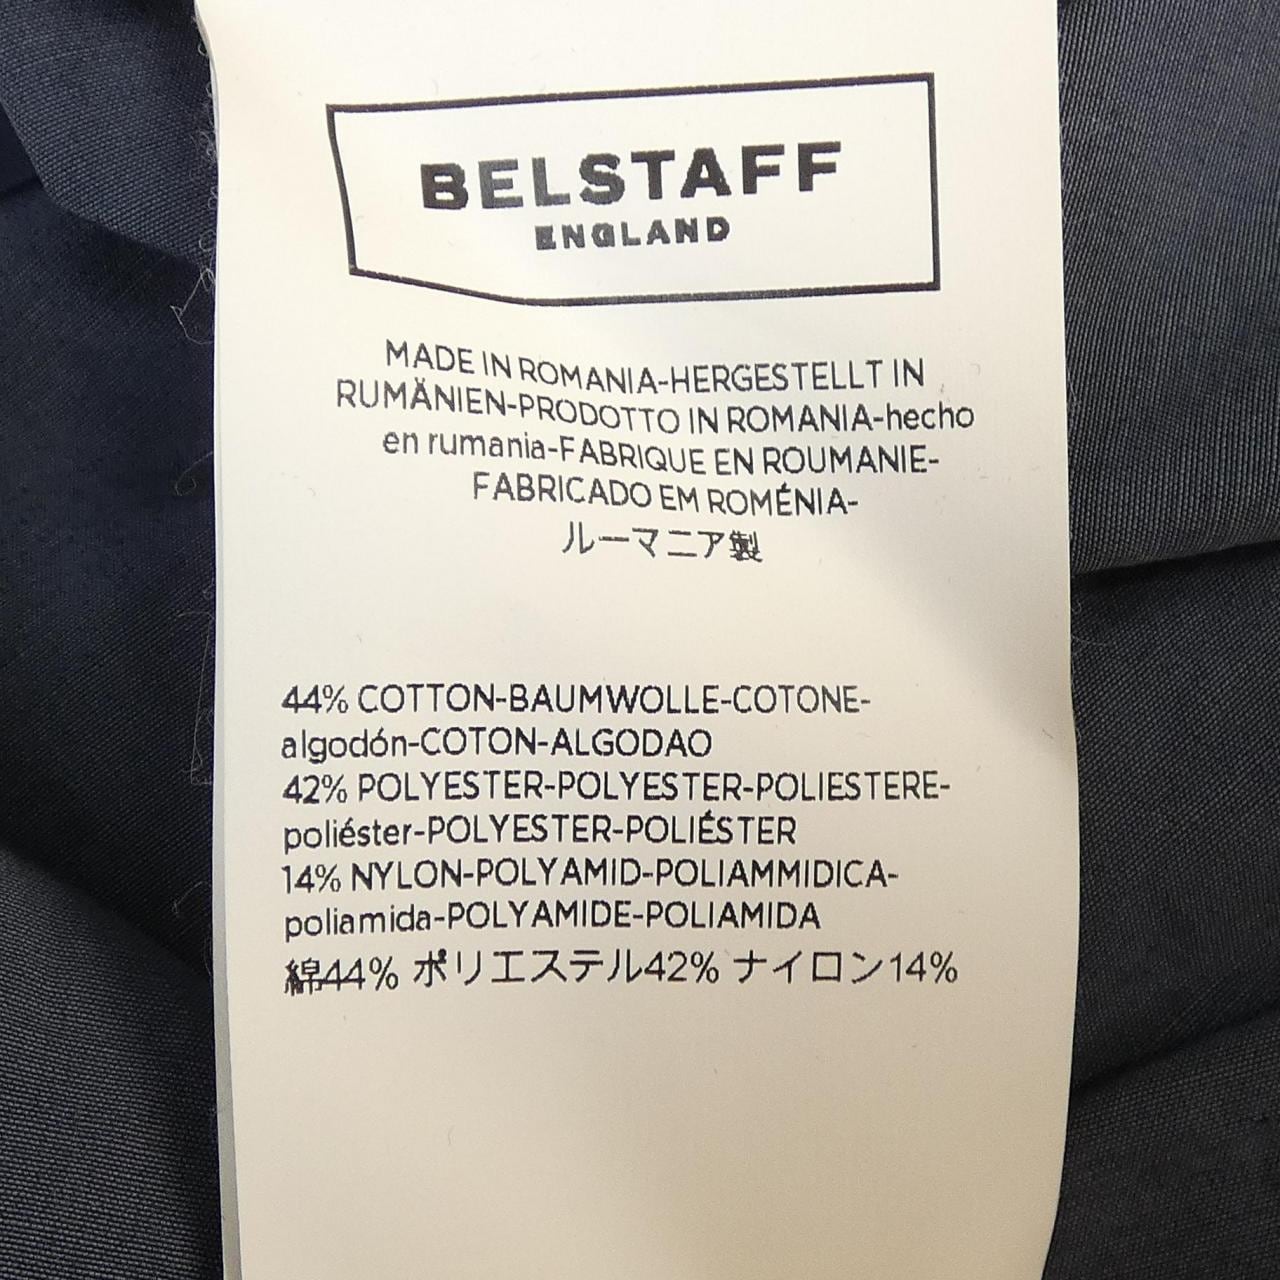 BELSTAFF
ENGLAND
MADE IN ROMANIA-HERGESTELLT IN
RUMÄNIEN-PRODOTTO IN ROMANIA-hecho
en rumania-FABRIQUE EN ROUMANIE-
FABRICADO EM ROMÉNIA-
ルーマニア製
44% COTTON-BAUMWOLLE-COTONE-
algodón-COTON-ALGODAO
42% POLYESTER-POLYESTER-POLIESTERE-
poliéster-POLYESTER-POLIÉSTER
14% NYLON-POLYAMID-POLIAMMIDICA-
poliamida-POLYAMIDE-POLIAMIDA
綿44% ポリエステル42% ナイロン14%